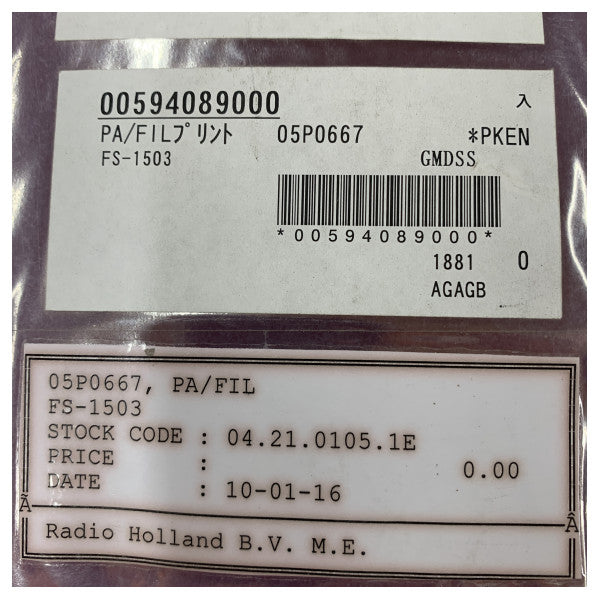 00594089000 入
PA/FILプリント 05P0667 *PKEN
FS-1503 GMDSS
*00594089000*
1881 0
AGAGB
05P0667, PA/FIL
FS-1503
STOCK CODE : 04.21.0105.1E
PRICE : 0.00
DATE : 10-01-16
Ã Ã
Radio Holland B.V. M.E.